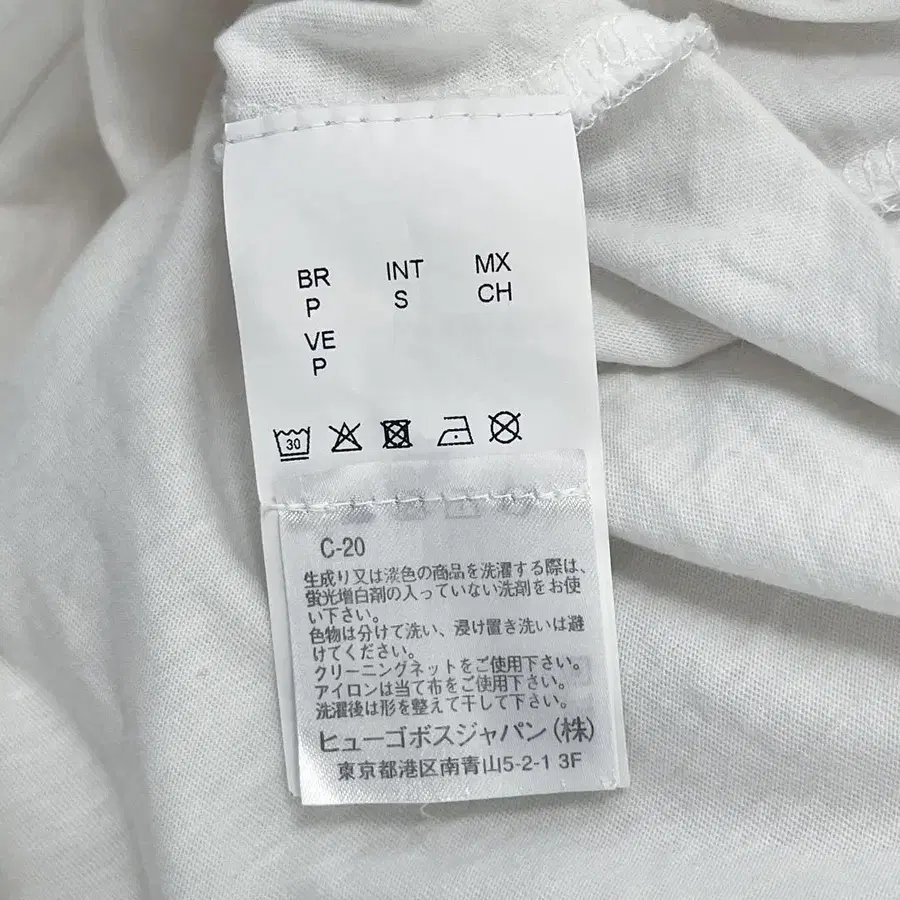 BR INT MX
P S CH
VE
P
30
C-20
生成り又は淡色の商品を洗濯する際は、
蛍光増白剤の入っていない洗剤をお使
い下さい。
色物は分けて洗い、浸け置き洗いは避
けてください。
クリーニングネットをご使用下さい。
アイロンは当て布をご使用下さい。
洗濯後は形を整えて干して下さい。
ヒューゴボスジャパン(株)
東京都港区南青山5-2-1 3F